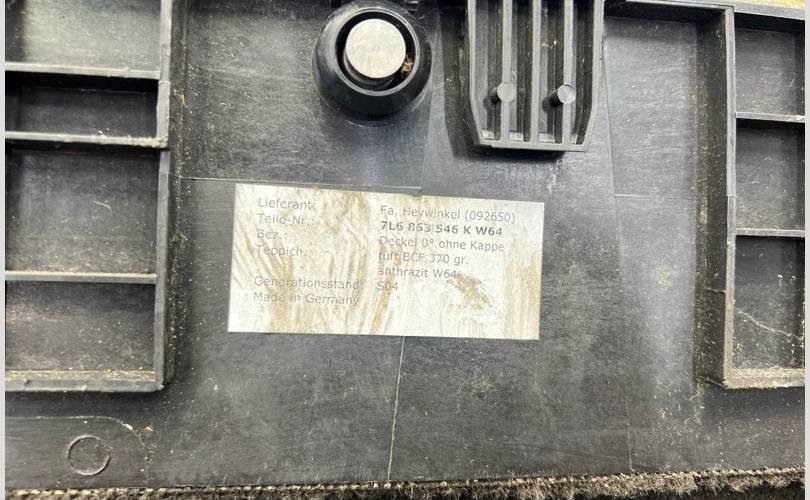 Lieferant: Fa. Heywinkel (092650)
Teile-Nr.: 7L6 863 546 K W64
Bez.: Deckel 0° ohne Kappe
Teppich: tuft BCF 370 gr.
anthrazit W64
Generationsstand: S04
Made in Germany